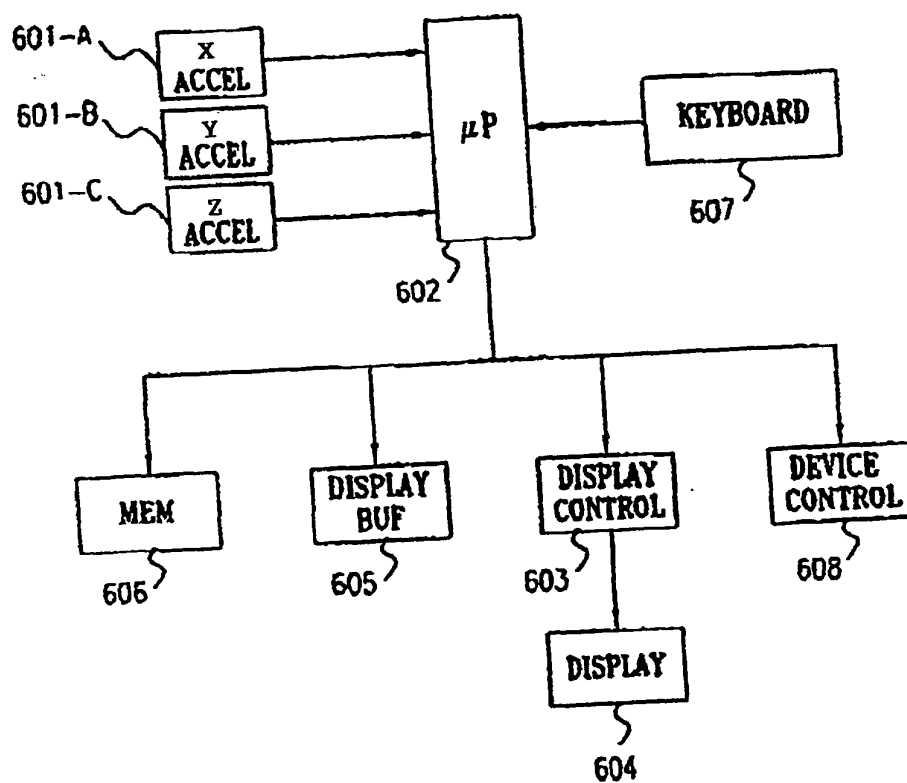 601-A
X
ACCEL
601-B
Y
ACCEL
601-C
Z
ACCEL
μP
602
KEYBOARD
607
MEM
606
DISPLAY
BUF
605
DISPLAY
CONTROL
603
DEVICE
CONTROL
608
DISPLAY
604